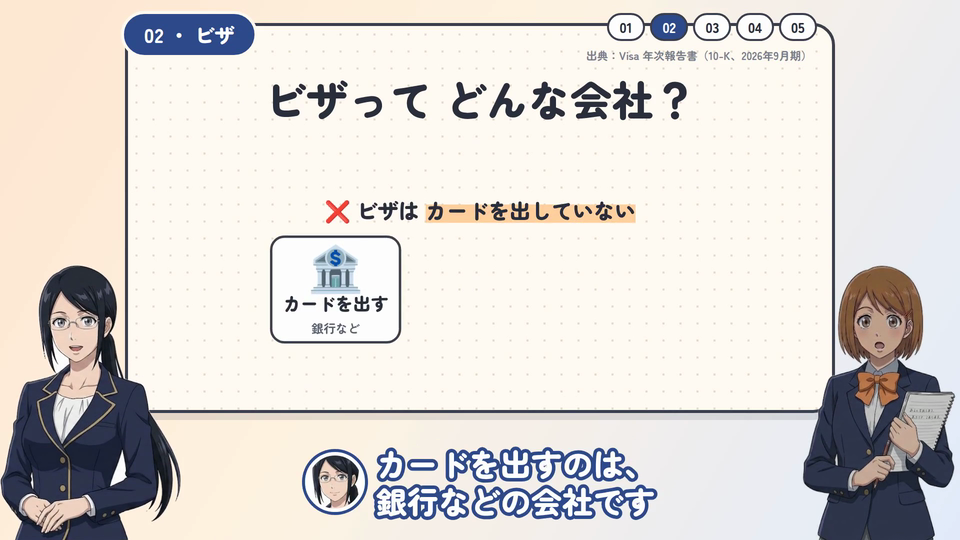 02 ・ ビザ
01 02 03 04 05
出典：Visa 年次報告書（10-K、2026年9月期）
ビザって どんな会社？
❌ ビザは カードを出していない
$
カードを出す
銀行など
カードを出すのは、
銀行などの会社です